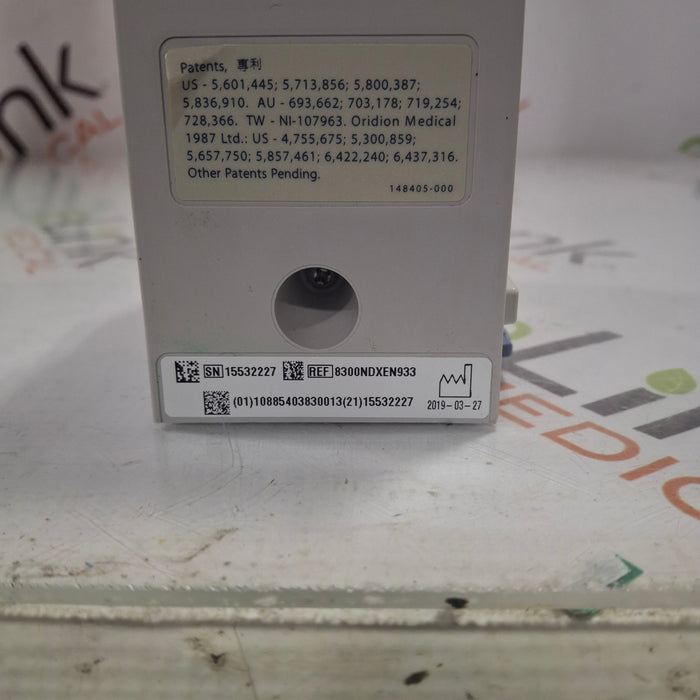 Patents, 專利
US - 5,601,445; 5,713,856; 5,800,387;
5,836,910. AU - 693,662; 703,178; 719,254;
728,366. TW - NI-107963. Oridion Medical
1987 Ltd.: US - 4,755,675; 5,300,859;
5,657,750; 5,857,461; 6,422,240; 6,437,316.
Other Patents Pending.
148405-000
SN 15532227 REF 8300NDXEN933
(01)10885403830013(21)15532227
2019-03-27